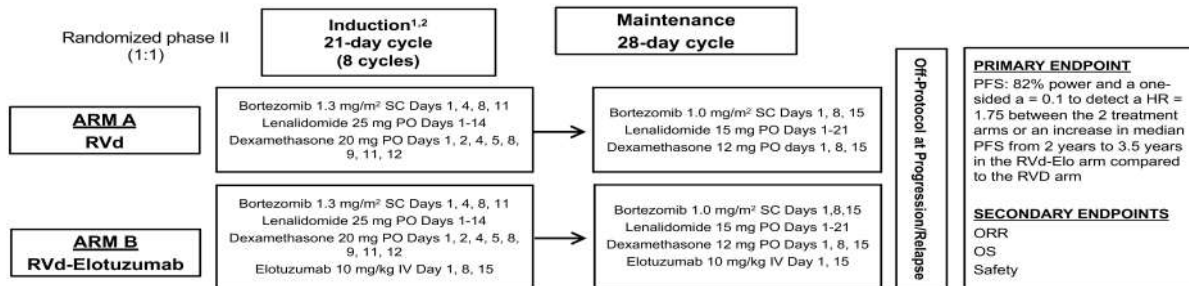 Randomized phase II
(1:1)
Induction1,2
21-day cycle
(8 cycles)
Maintenance
28-day cycle
ARM A
RVd
Bortezomib 1.3 mg/m² SC Days 1, 4, 8, 11
Lenalidomide 25 mg PO Days 1-14
Dexamethasone 20 mg PO Days 1, 2, 4, 5, 8,
9, 11, 12
Bortezomib 1.0 mg/m² SC Days 1, 8, 15
Lenalidomide 15 mg PO Days 1-21
Dexamethasone 12 mg PO days 1, 8, 15
ARM B
RVd-Elotuzumab
Bortezomib 1.3 mg/m² SC Days 1, 4, 8, 11
Lenalidomide 25 mg PO Days 1-14
Dexamethasone 20 mg PO Days 1, 2, 4, 5, 8,
9, 11, 12
Elotuzumab 10 mg/kg IV Day 1, 8, 15
Bortezomib 1.0 mg/m² SC Days 1,8,15
Lenalidomide 15 mg PO Days 1-21
Dexamethasone 12 mg PO Days 1, 8, 15
Elotuzumab 10 mg/kg IV Day 1, 15
Off-Protocol at Progression/Relapse
PRIMARY ENDPOINT
PFS: 82% power and a one-
sided a = 0.1 to detect a HR =
1.75 between the 2 treatment
arms or an increase in median
PFS from 2 years to 3.5 years
in the RVd-Elo arm compared
to the RVD arm
SECONDARY ENDPOINTS
ORR
OS
Safety